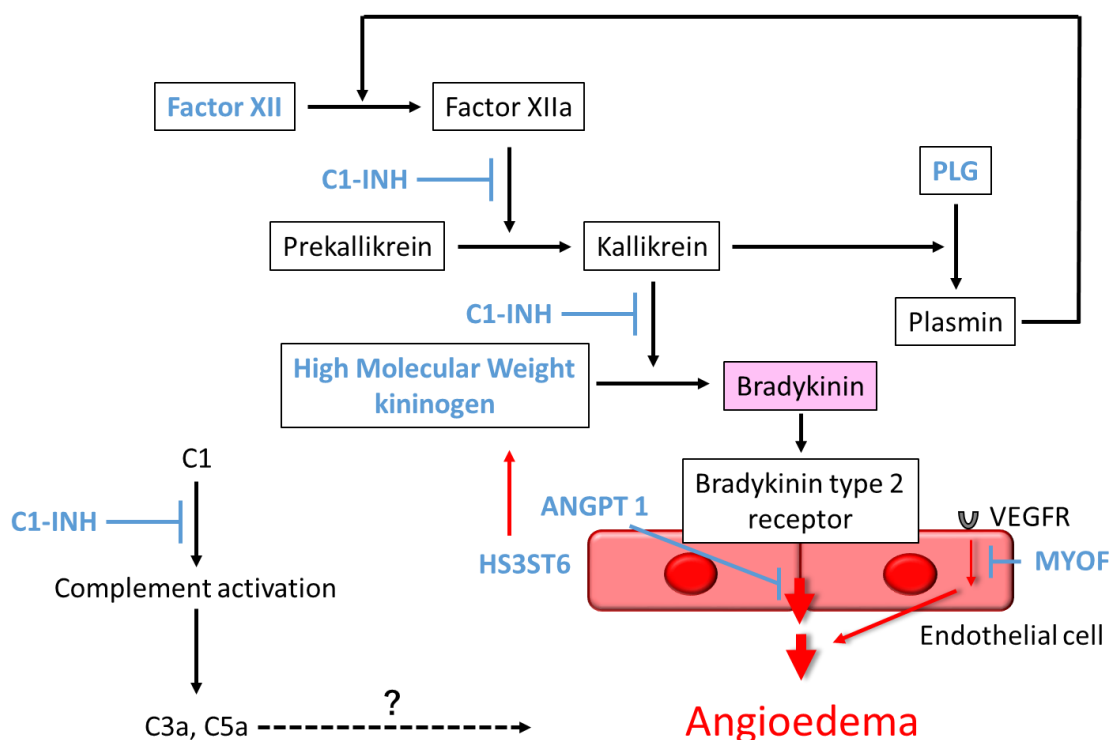 Factor XII
Factor XIIa
C1-INH
PLG
Prekallikrein
Kallikrein
C1-INH
Plasmin
High Molecular Weight
kininogen
Bradykinin
C1
Bradykinin type 2
receptor
ANGPT 1
VEGFR
C1-INH
HS3ST6
MYOF
Complement activation
Endothelial cell
?
C3a, C5a
Angioedema